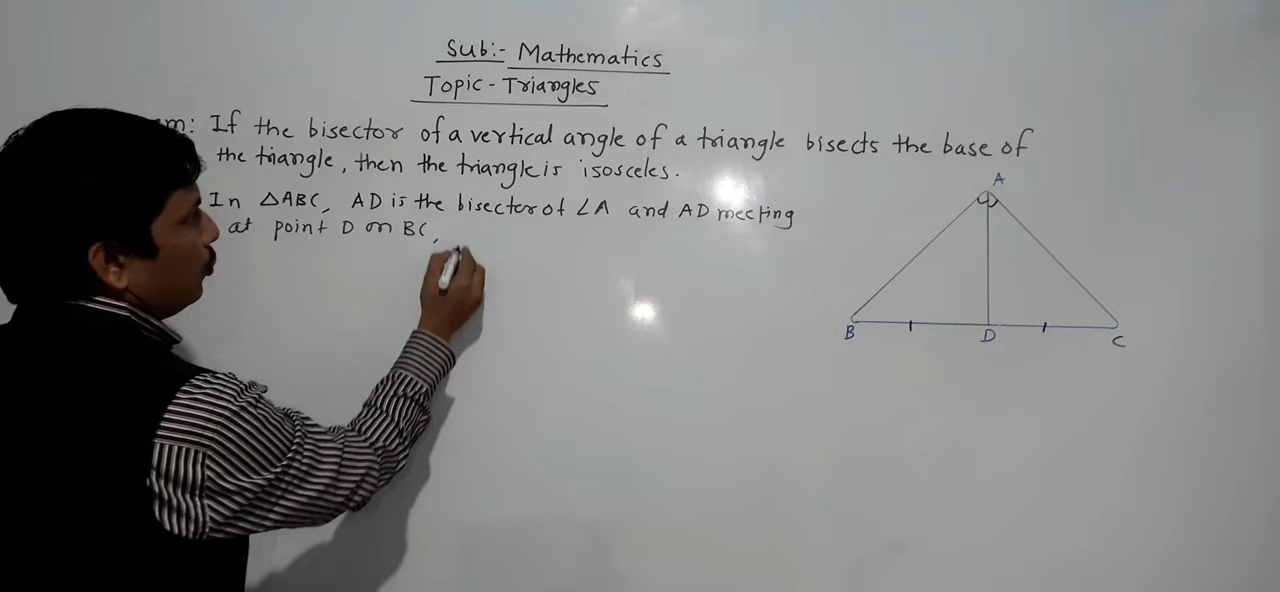 Sub:- Mathematics
Topic - Triangles
m: If the bisector of a vertical angle of a triangle bisects the base of
the triangle, then the triangle is isosceles.
In △ABC, AD is the bisector of ∠A and AD meeting
at point D on BC,
A
B
D
C